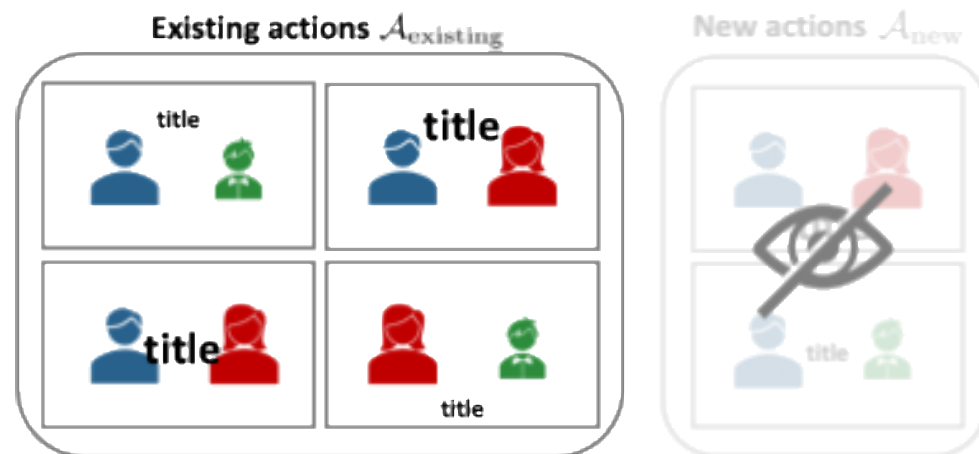 Existing actions 𝒜existing
New actions 𝒜new
title
title
title
title
title